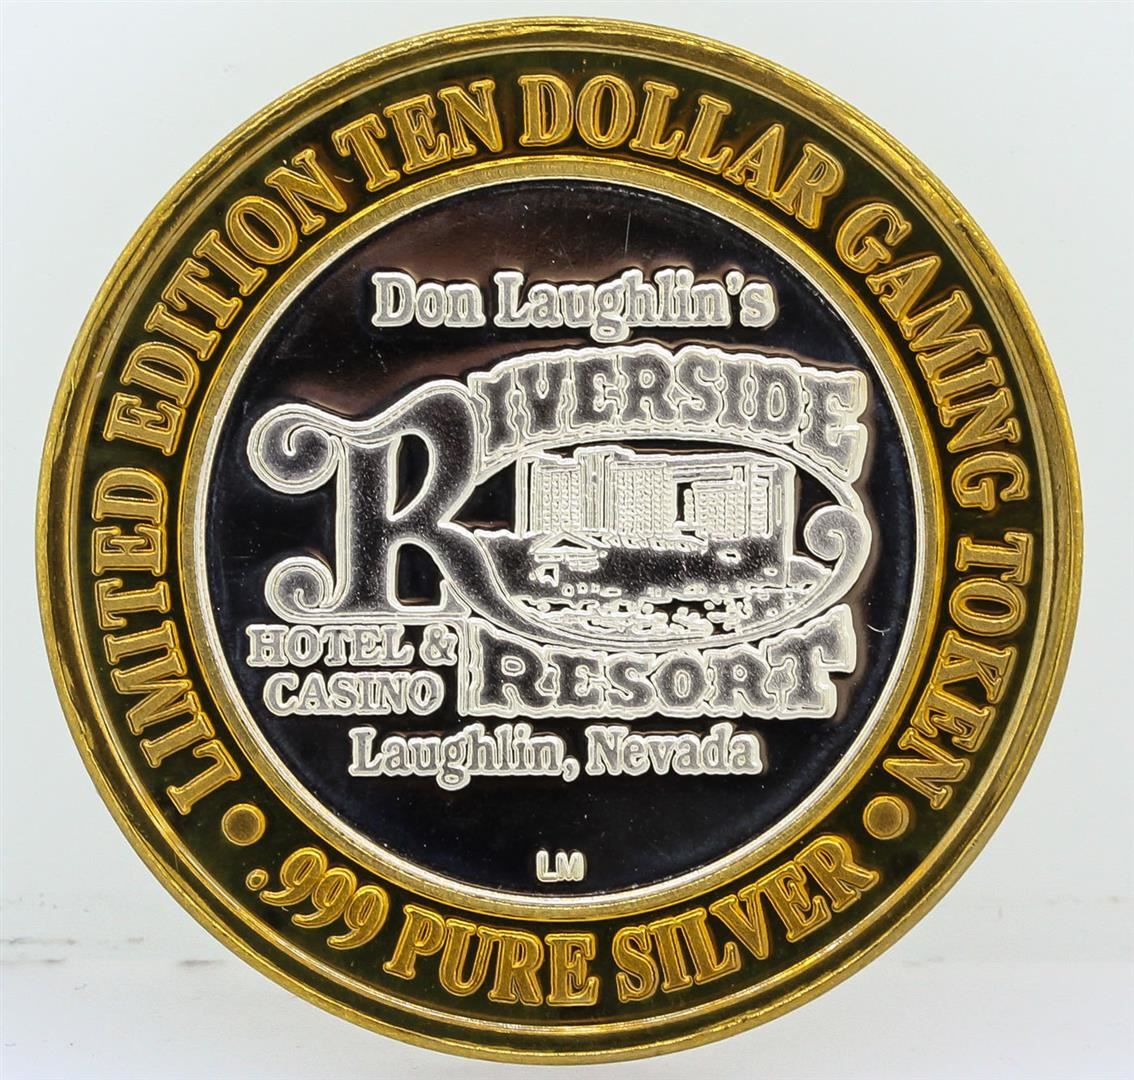 LIMITED EDITION TEN DOLLAR GAMING TOKEN
Don Laughlin's
RIVERSIDE
HOTEL &
CASINO
RESORT
Laughlin, Nevada
LM
.999 PURE SILVER